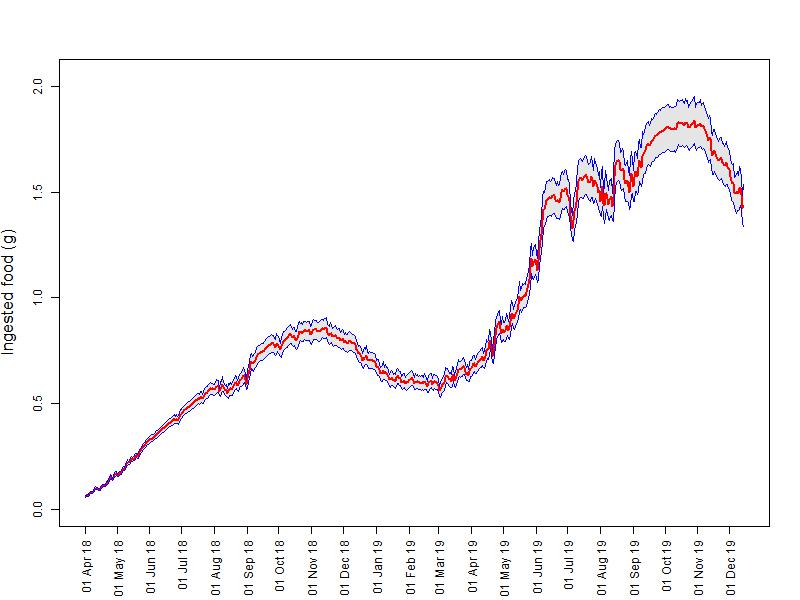 Ingested food (g)
2.0
1.5
1.0
0.5
0.0
01 Apr 18
01 May 18
01 Jun 18
01 Jul 18
01 Aug 18
01 Sep 18
01 Oct 18
01 Nov 18
01 Dec 18
01 Jan 19
01 Feb 19
01 Mar 19
01 Apr 19
01 May 19
01 Jun 19
01 Jul 19
01 Aug 19
01 Sep 19
01 Oct 19
01 Nov 19
01 Dec 19